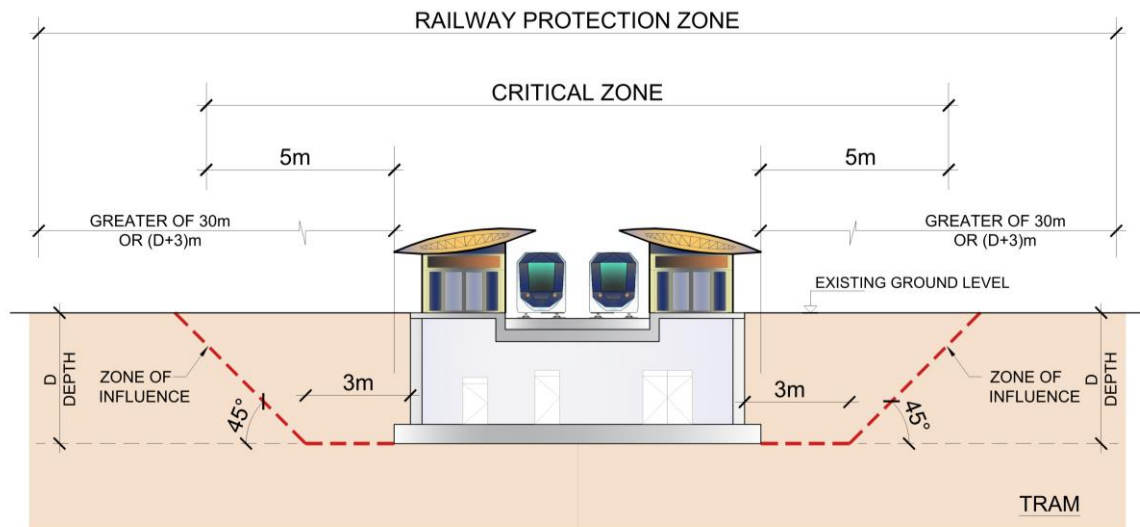 RAILWAY PROTECTION ZONE
CRITICAL ZONE
5m
5m
GREATER OF 30m
OR (D+3)m
GREATER OF 30m
OR (D+3)m
EXISTING GROUND LEVEL
D
DEPTH
ZONE OF
INFLUENCE
45°
3m
3m
45°
ZONE OF
INFLUENCE
D
DEPTH
TRAM